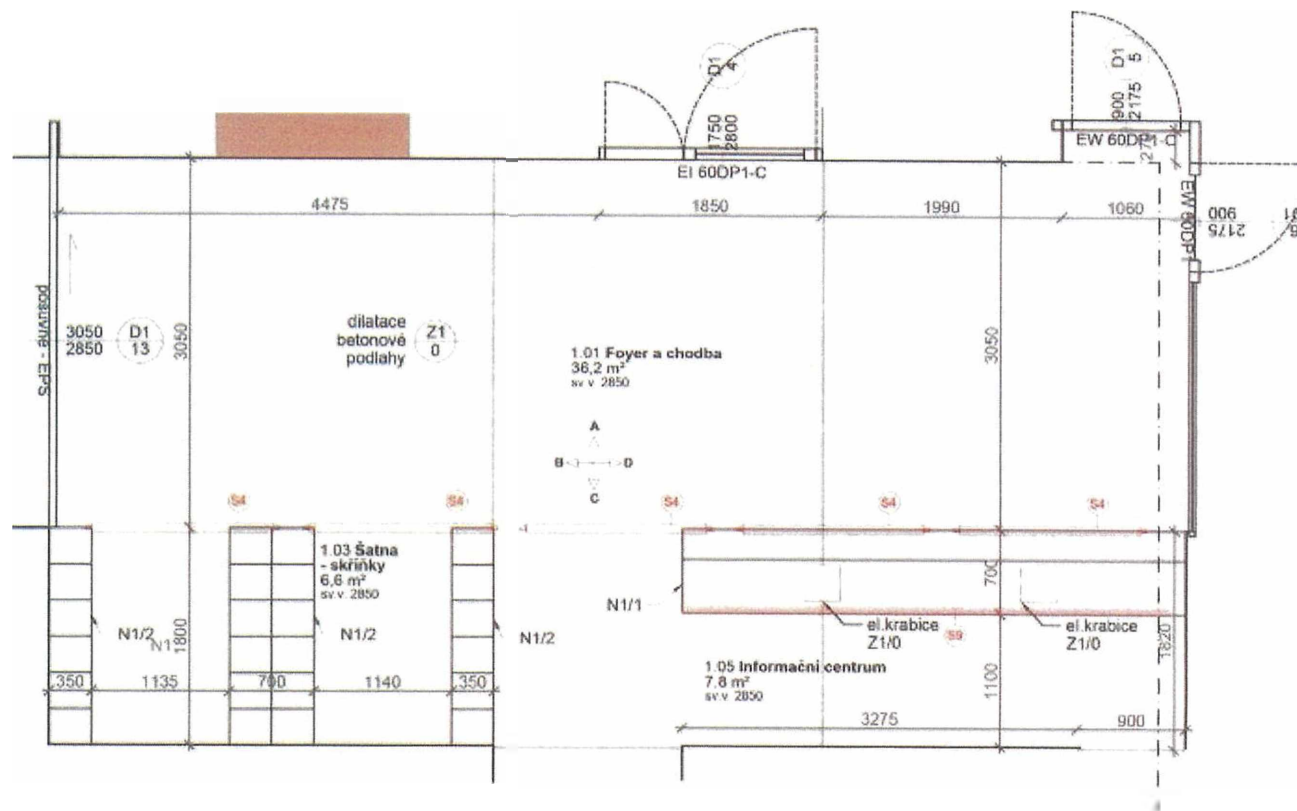 D1
4
1750
2800
EI 60DP1-C
D1
5
900
2175
EW 60DP1-C
275
EW 60DP1
900
2175
4475
1850
1990
1060
posuvné - EPS
3050
2850
D1
13
3050
dilatace
betonové
podlahy
Z1
0
1.01 Foyer a chodba
36,2 m²
sv.v. 2850
3050
A
B
D
C
S4
S4
S4
S4
S4
1.03 Šatna
- skříňky
6,6 m²
sv.v. 2850
N1/2
N1
1800
N1/2
N1/2
N1/1
700
el.krabice
Z1/0
S9
el.krabice
Z1/0
1820
1.05 Informační centrum
7,8 m²
sv.v. 2850
1100
350
1135
700
1140
350
3275
900